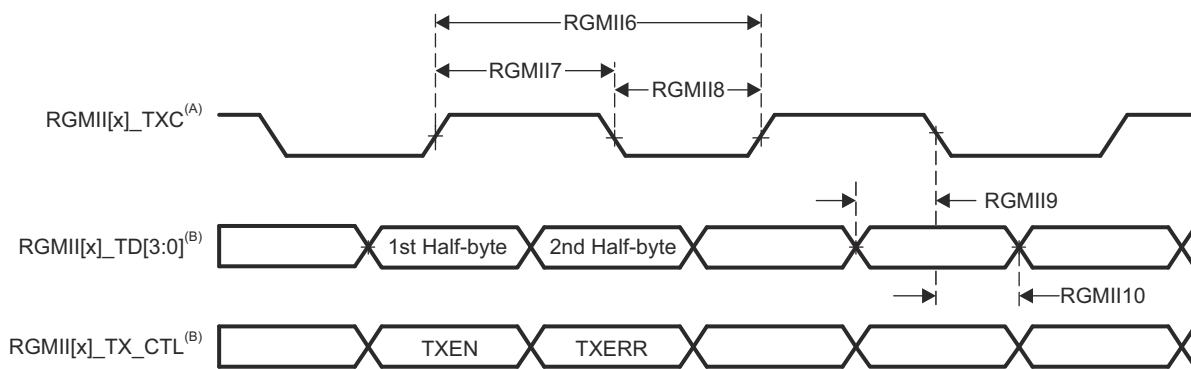 RGMII6
RGMII7
RGMII8
RGMII[x]_TXC(A)
RGMII9
RGMII[x]_TD[3:0](B)
1st Half-byte
2nd Half-byte
RGMII10
RGMII[x]_TX_CTL(B)
TXEN
TXERR